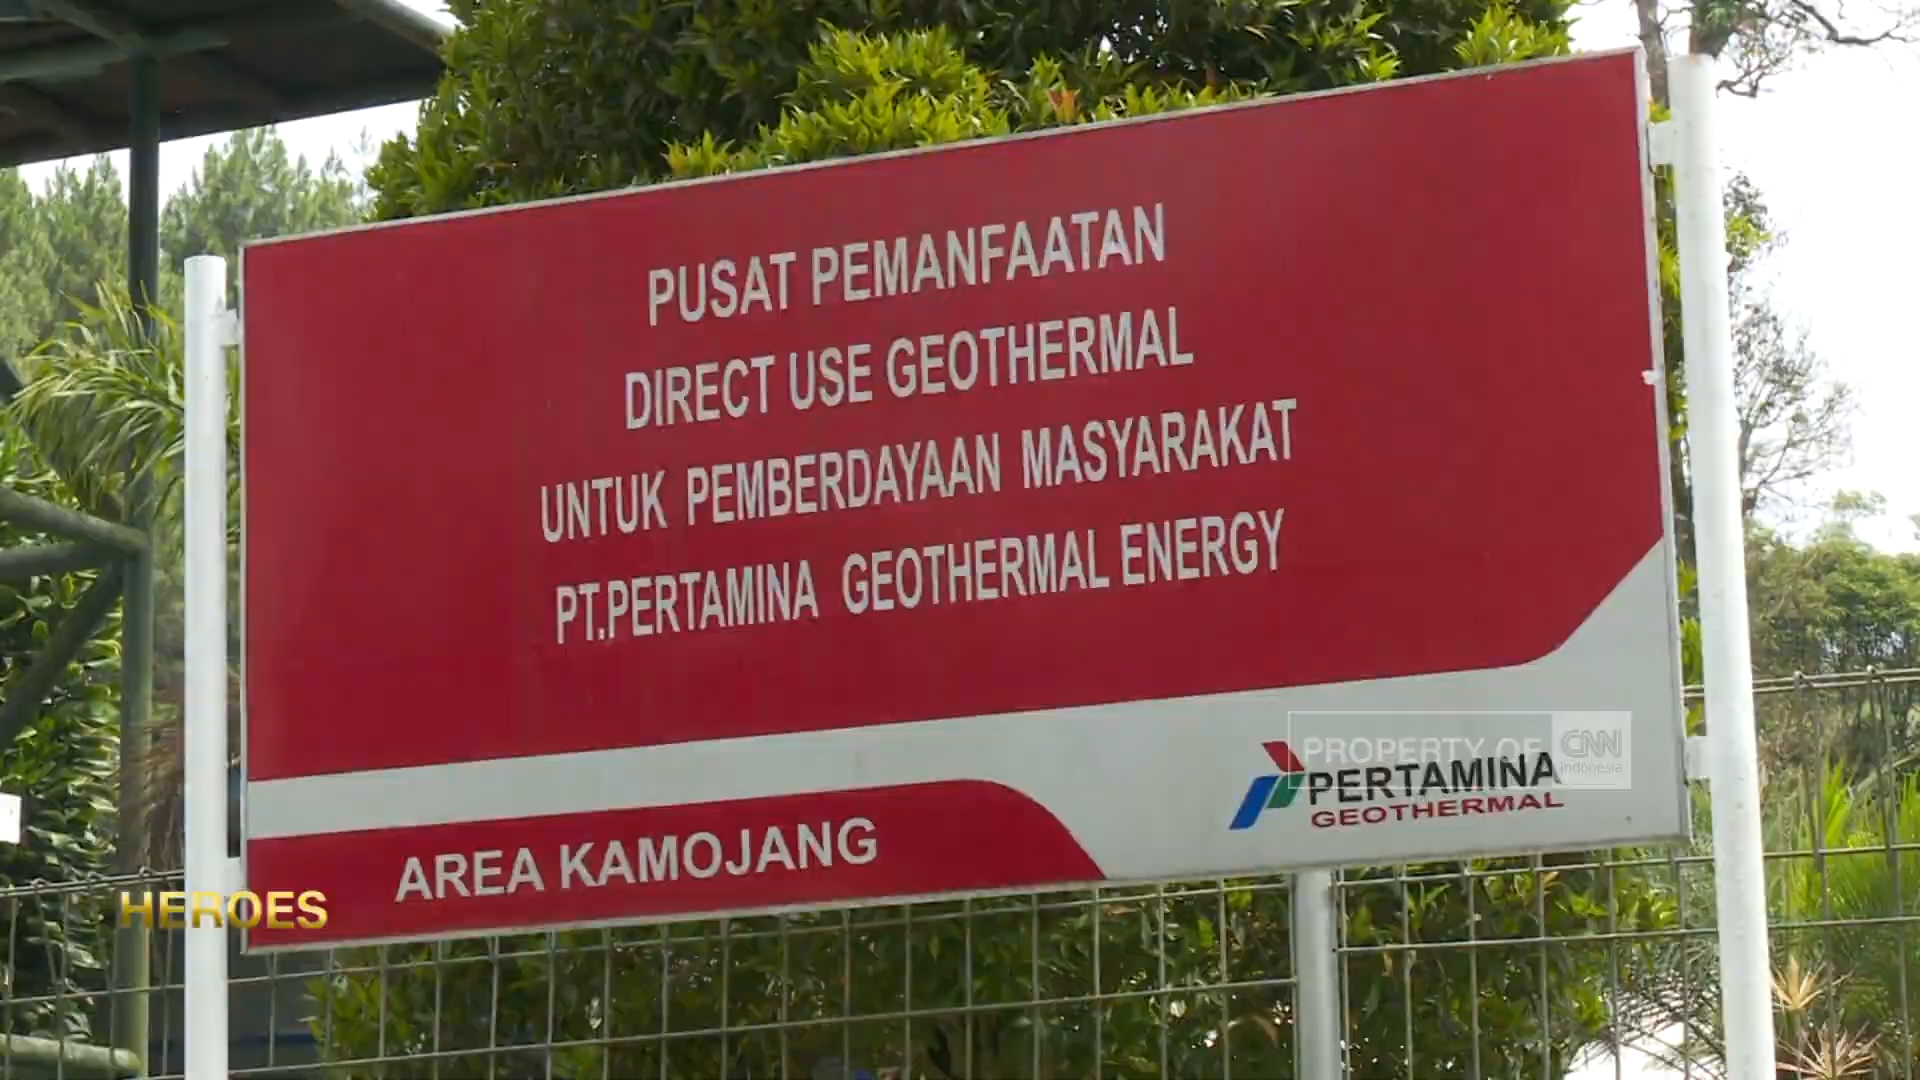 PUSAT PEMANFAATAN
DIRECT USE GEOTHERMAL
UNTUK PEMBERDAYAAN MASYARAKAT
PT.PERTAMINA GEOTHERMAL ENERGY
PROPERTY OF CNN Indonesia
PERTAMINA
GEOTHERMAL
AREA KAMOJANG
HEROES